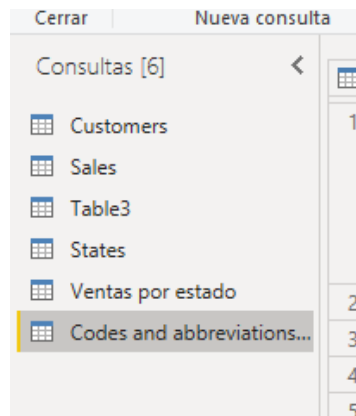 Cerrar Nueva consulta
Consultas [6]
1
Customers
Sales
Table3
States
Ventas por estado
2
Codes and abbreviations...
3
4
5